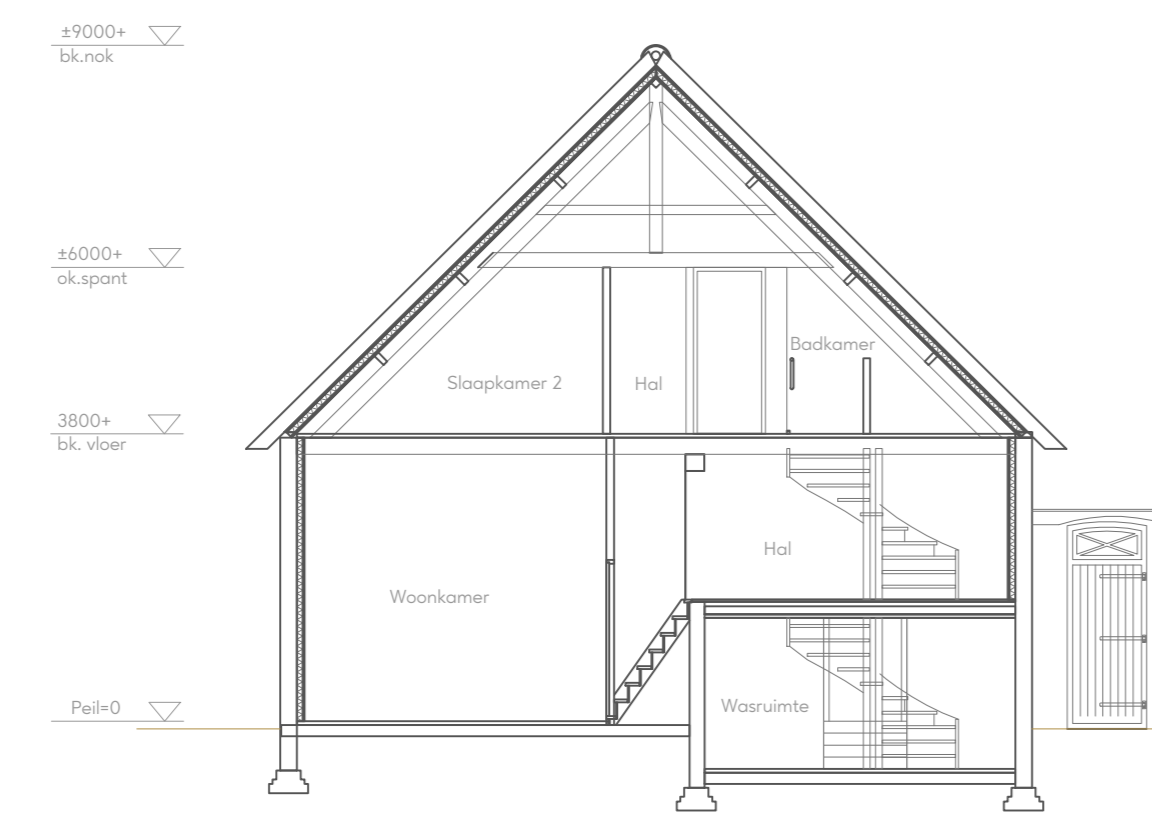 ±9000+
bk.nok
±6000+
ok.spant
Badkamer
Slaapkamer 2
Hal
3800+
bk. vloer
Hal
Woonkamer
Peil=0
Wasruimte